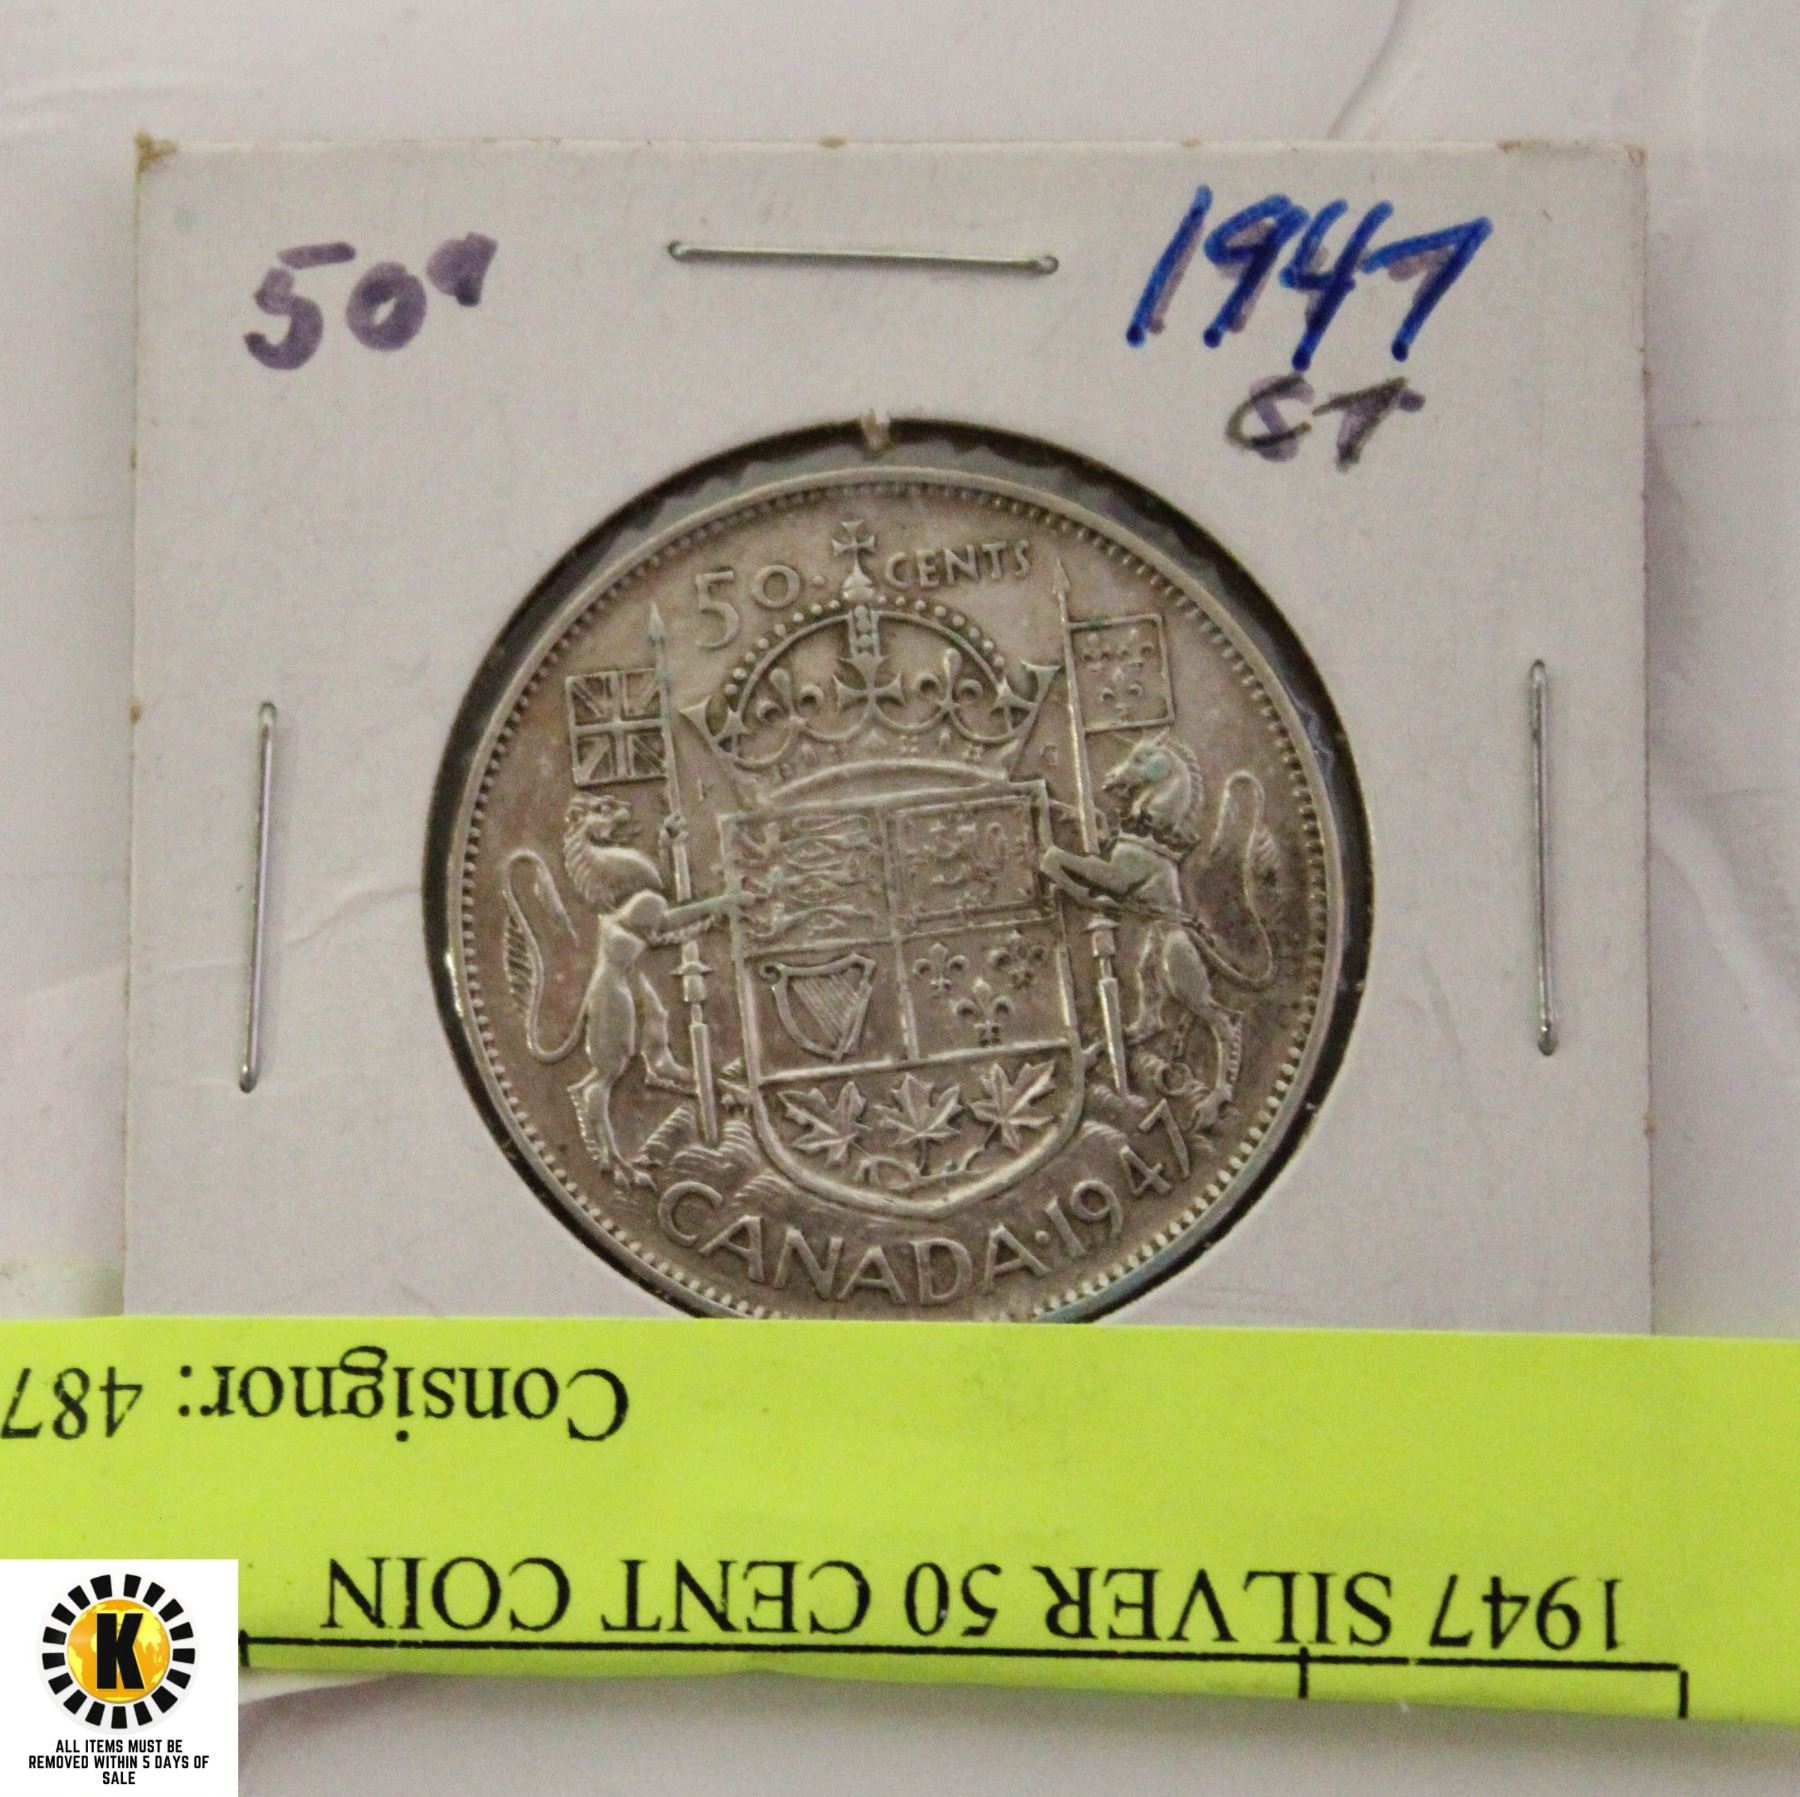 50¢
1947
ST
50 CENTS
CANADA·1947
Consignor: 487
1947 SILVER 50 CENT COIN
K
ALL ITEMS MUST BE
REMOVED WITHIN 5 DAYS OF
SALE